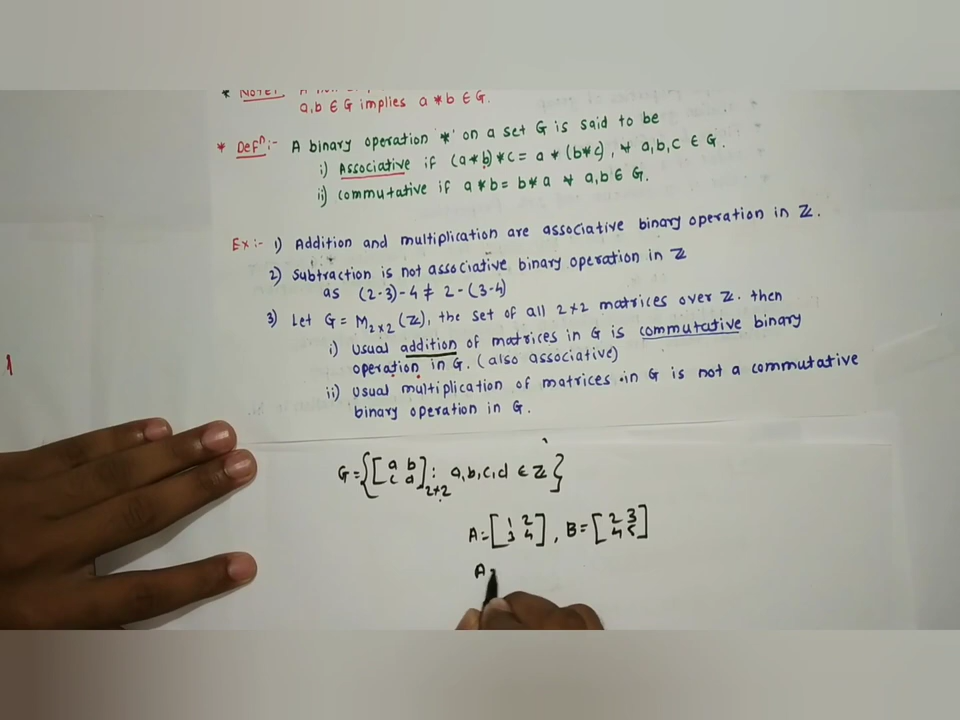 * NOTE:-
a,b ∈ G implies a * b ∈ G.
* Defⁿ:- A binary operation '*' on a set G is said to be
i) Associative if (a*b)*c = a*(b*c), ∀ a,b,c ∈ G.
ii) commutative if a*b = b*a ∀ a,b ∈ G.
Ex:- 1) Addition and multiplication are associative binary operation in ℤ.
2) Subtraction is not associative binary operation in ℤ
as (2-3)-4 ≠ 2-(3-4)
3) Let G = M₂ₓ₂(ℤ), the set of all 2×2 matrices over ℤ. then
i) Usual addition of matrices in G is commutative binary
operation in G. (also associative)
ii) Usual multiplication of matrices in G is not a commutative
binary operation in G.
1
G = {[a b
c d]₂ₓ₂ : a,b,c,d ∈ ℤ}
A = [1 2
3 4], B = [2 3
4 5]
A